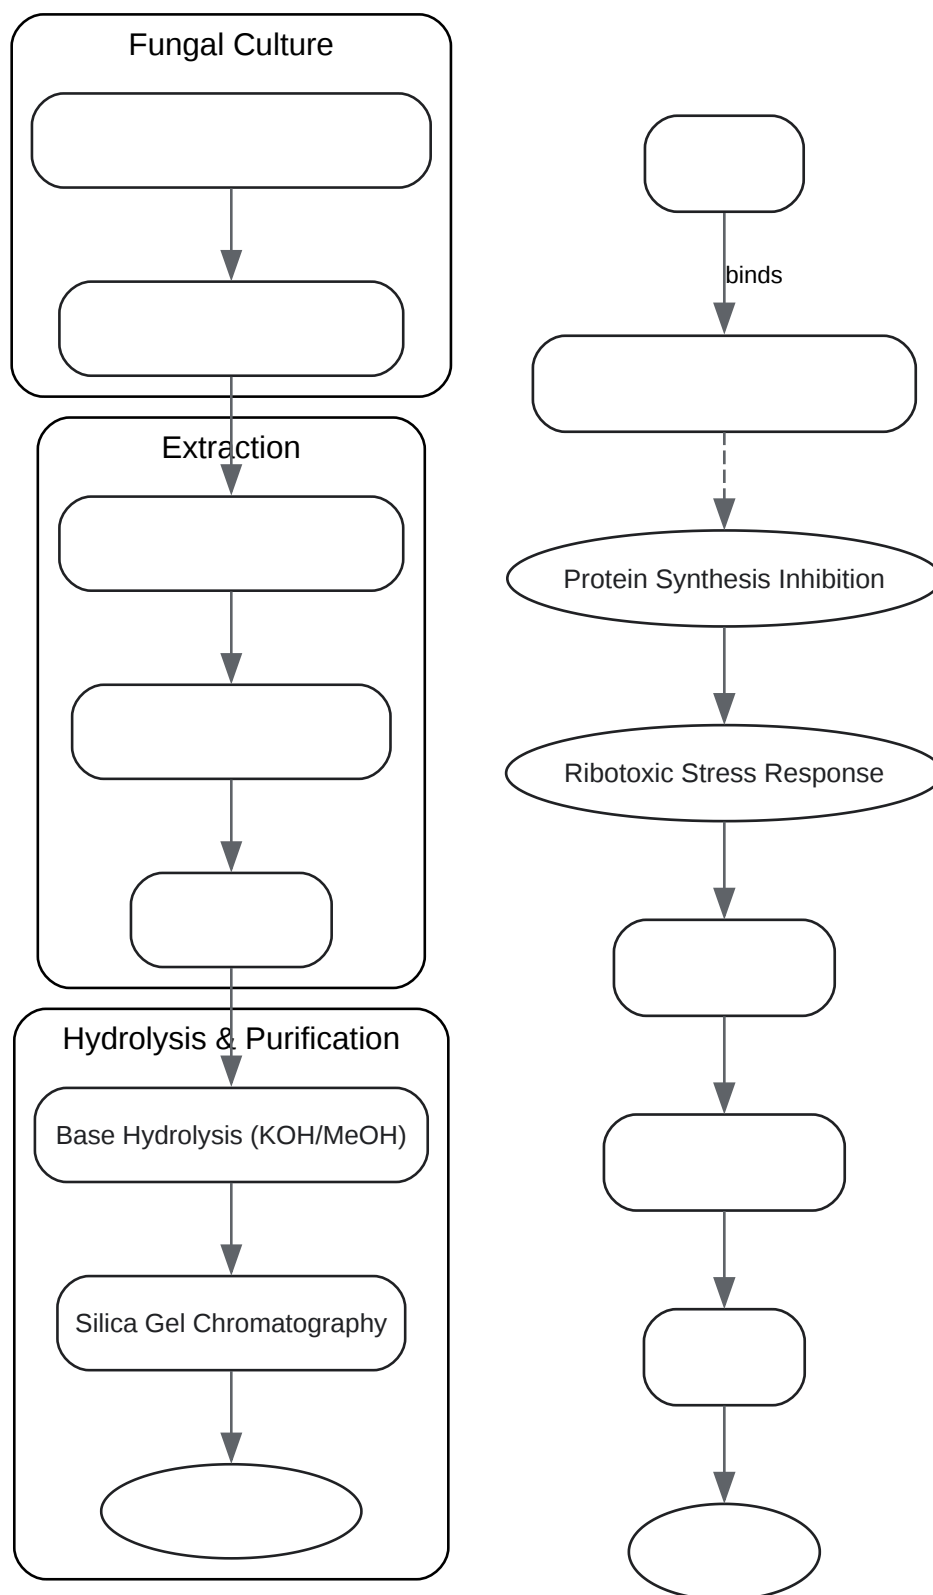 Fungal Culture
Extraction
Hydrolysis & Purification
Base Hydrolysis (KOH/MeOH)
Silica Gel Chromatography
binds
Protein Synthesis Inhibition
Ribotoxic Stress Response